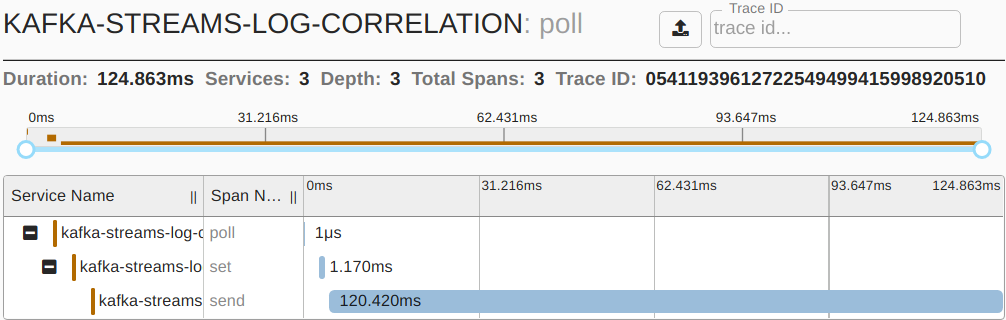 KAFKA-STREAMS-LOG-CORRELATION: poll
Trace ID
trace id...
Duration: 124.863ms Services: 3 Depth: 3 Total Spans: 3 Trace ID: 05411939612722549499415998920510
0ms 31.216ms 62.431ms 93.647ms 124.863ms
Service Name || Span N... || 0ms 31.216ms 62.431ms 93.647ms 124.863ms
kafka-streams-log-c poll 1μs
kafka-streams-lo set 1.170ms
kafka-streams send 120.420ms